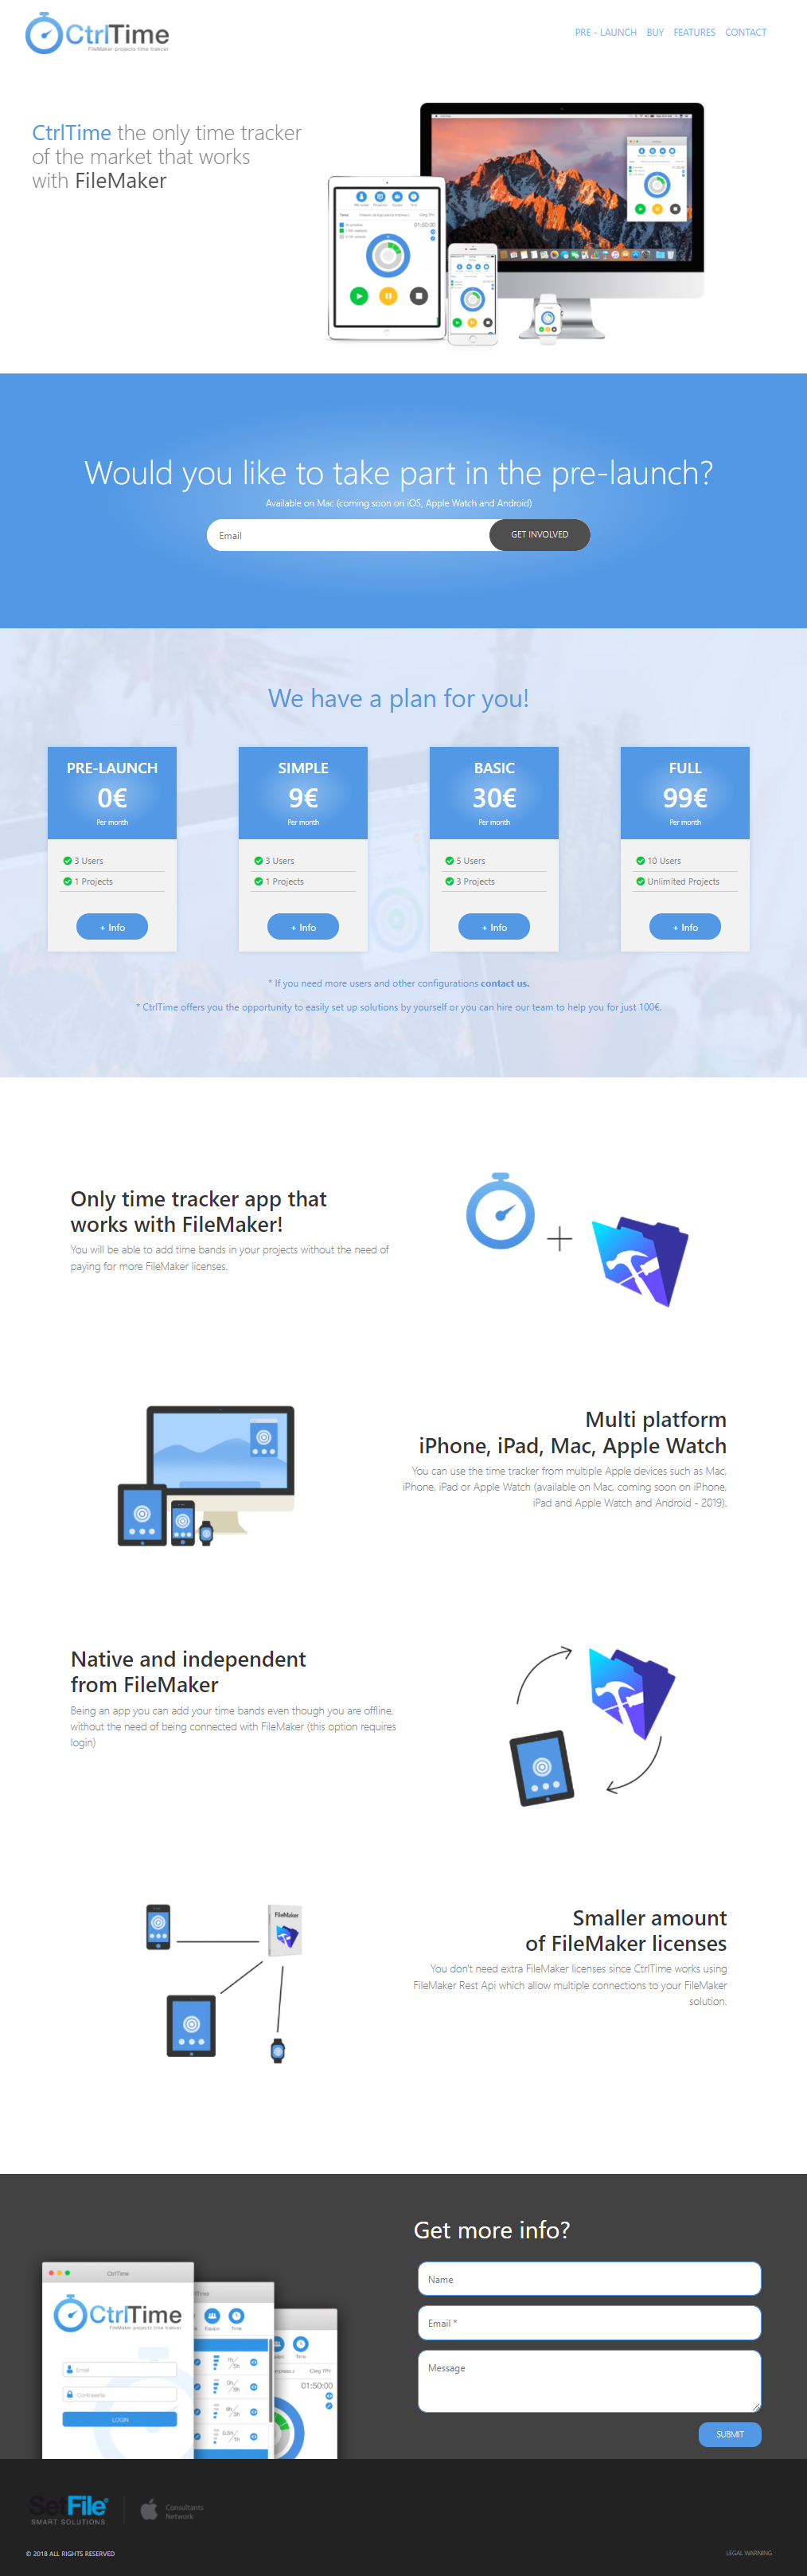 CtrlTime
FileMaker projects time trakcer
PRE - LAUNCH BUY FEATURES CONTACT
CtrlTime the only time tracker
of the market that works
with FileMaker
01:50:00
Would you like to take part in the pre-launch?
Available on Mac (coming soon on iOS, Apple Watch and Android)
Email
GET INVOLVED
We have a plan for you!
PRE-LAUNCH
0€
Per month
3 Users
1 Projects
+ Info
SIMPLE
9€
Per month
3 Users
1 Projects
+ Info
BASIC
30€
Per month
5 Users
3 Projects
+ Info
FULL
99€
Per month
10 Users
Unlimited Projects
+ Info
* If you need more users and other configurations contact us.
* CtrlTime offers you the opportunity to easily set up solutions by yourself or you can hire our team to help you for just 100€.
Only time tracker app that
works with FileMaker!
You will be able to add time bands in your projects without the need of
paying for more FileMaker licenses.
Multi platform
iPhone, iPad, Mac, Apple Watch
You can use the time tracker from multiple Apple devices such as Mac,
iPhone, iPad or Apple Watch (available on Mac, coming soon on iPhone,
iPad and Apple Watch and Android - 2019).
Native and independent
from FileMaker
Being an app you can add your time bands even though you are offline,
without the need of being connected with FileMaker (this option requires
login)
FileMaker
Smaller amount
of FileMaker licenses
You don't need extra FileMaker licenses since CtrlTime works using
FileMaker Rest Api which allow multiple connections to your FileMaker
solution.
Get more info?
Name
Email *
Message
SUBMIT
CtrlTime
CtrlTime
FileMaker projects time trakcer
Email
Contraseña
LOGIN
Equipo
Time
Time
01:50:00
SetFile
SMART SOLUTIONS
Consultants
Network
© 2018 ALL RIGHTS RESERVED
LEGAL WARNING